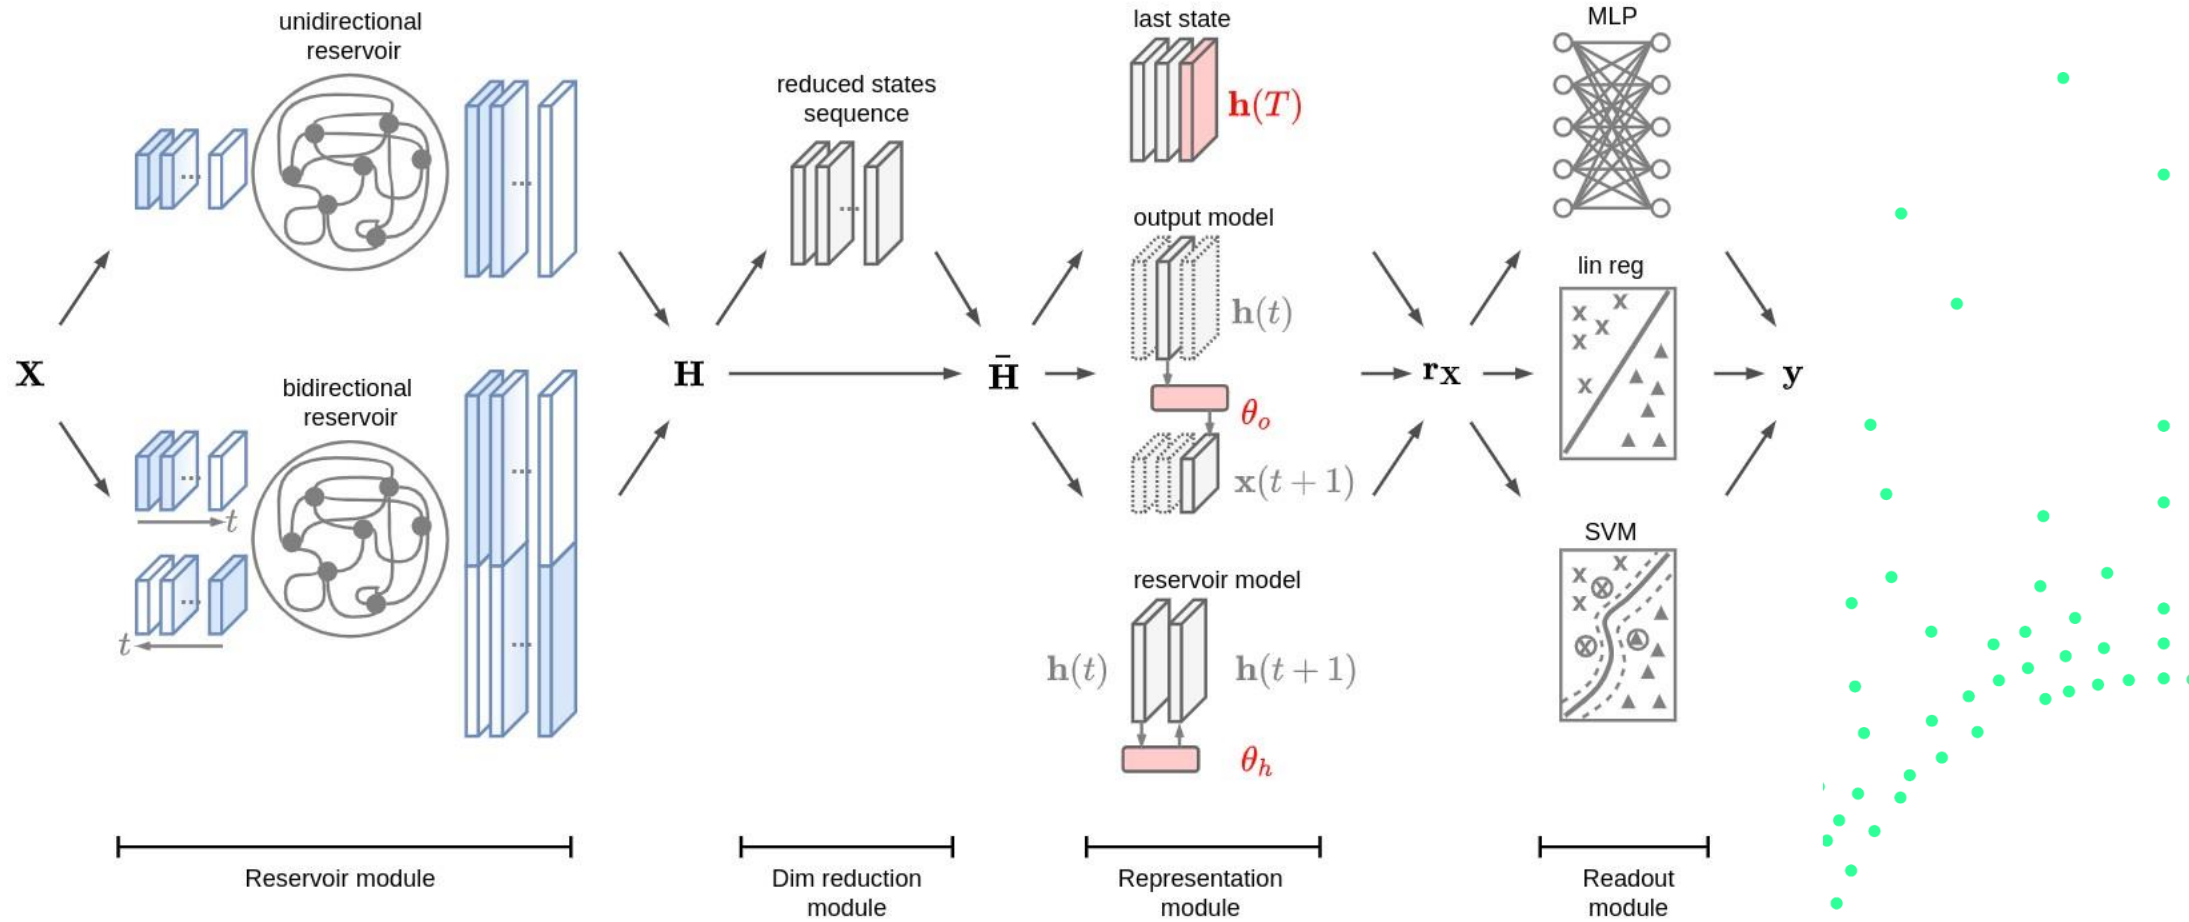 unidirectional
reservoir
...
...
X
bidirectional
reservoir
...
t
...
t
...
...
H
reduced states
sequence
...
H̄
last state
h(T)
output model
h(t)
θₒ
x(t + 1)
reservoir model
h(t)
h(t + 1)
θₕ
r_X
MLP
lin reg
SVM
y
Reservoir module
Dim reduction
module
Representation
module
Readout
module